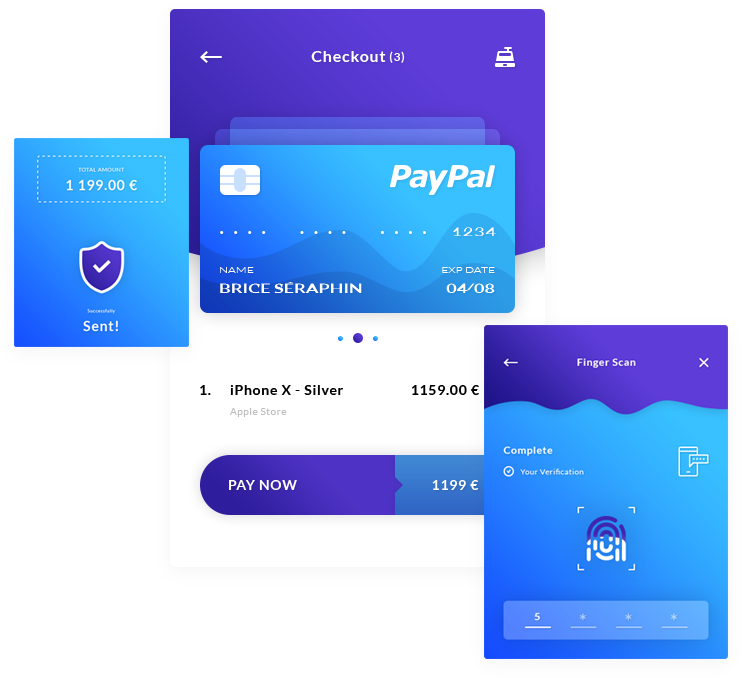 Checkout (3)
TOTAL AMOUNT
1 199.00 €
Successfully
Sent!
PayPal
1234
NAME
BRICE SÉRAPHIN
EXP DATE
04/08
1. iPhone X - Silver 1159.00 €
Apple Store
PAY NOW 1199 €
Finger Scan
Complete
Your Verification
5 * * *